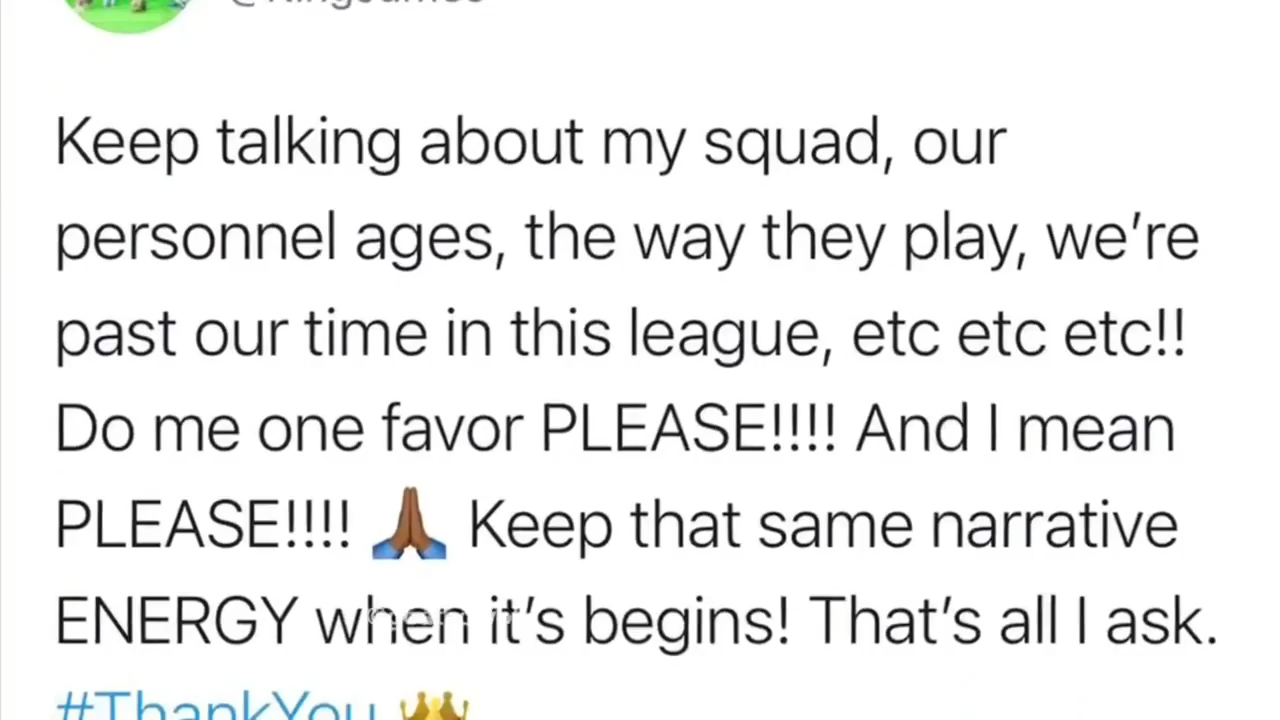 @KingJames
Keep talking about my squad, our
personnel ages, the way they play, we’re
past our time in this league, etc etc etc!!
Do me one favor PLEASE!!!! And I mean
PLEASE!!!! 🙏🏾 Keep that same narrative
ENERGY when it’s begins! That’s all I ask.
#ThankYou 👑